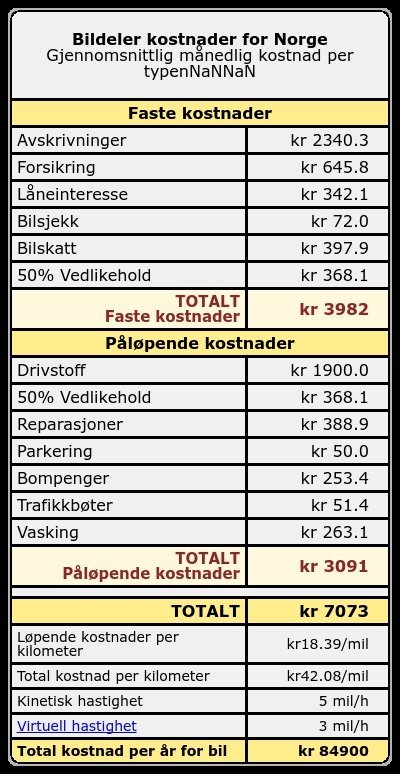 Bildeler kostnader for Norge
Gjennomsnittlig månedlig kostnad per
typenNaNNaN
Faste kostnader
Avskrivninger kr 2340.3
Forsikring kr 645.8
Låneinteresse kr 342.1
Bilsjekk kr 72.0
Bilskatt kr 397.9
50% Vedlikehold kr 368.1
TOTALT
Faste kostnader kr 3982
Påløpende kostnader
Drivstoff kr 1900.0
50% Vedlikehold kr 368.1
Reparasjoner kr 388.9
Parkering kr 50.0
Bompenger kr 253.4
Trafikkbøter kr 51.4
Vasking kr 263.1
TOTALT
Påløpende kostnader kr 3091
TOTALT kr 7073
Løpende kostnader per
kilometer kr18.39/mil
Total kostnad per kilometer kr42.08/mil
Kinetisk hastighet 5 mil/h
Virtuell hastighet 3 mil/h
Total kostnad per år for bil kr 84900